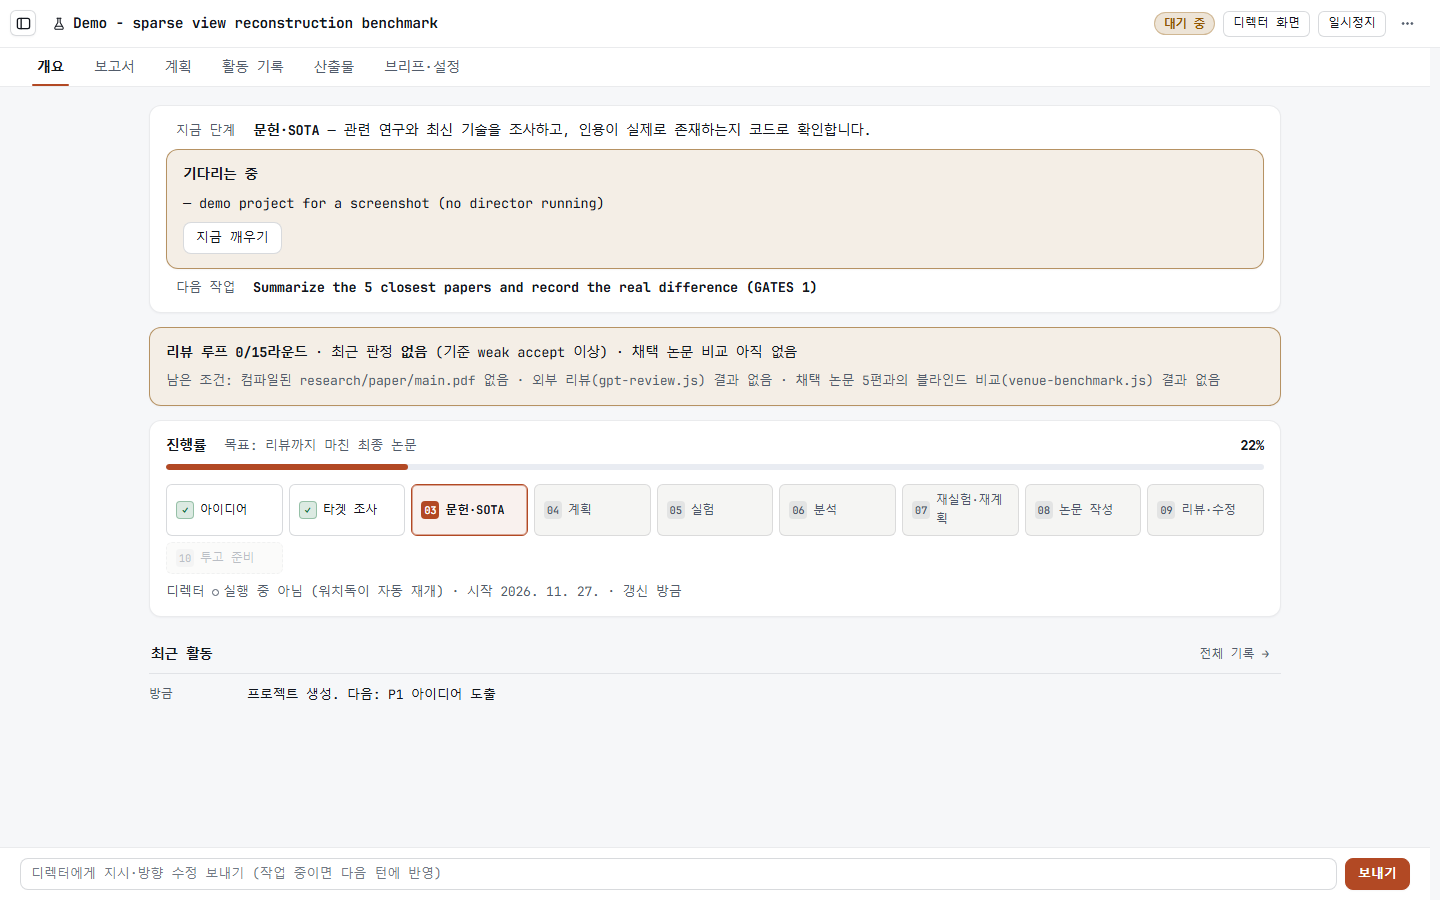 Demo - sparse view reconstruction benchmark
대기 중
디렉터 화면
일시정지
개요
보고서
계획
활동 기록
산출물
브리프·설정
지금 단계 문헌·SOTA — 관련 연구와 최신 기술을 조사하고, 인용이 실제로 존재하는지 코드로 확인합니다.
기다리는 중
— demo project for a screenshot (no director running)
지금 깨우기
다음 작업 Summarize the 5 closest papers and record the real difference (GATES 1)
리뷰 루프 0/15라운드 · 최근 판정 없음 (기준 weak accept 이상) · 채택 논문 비교 아직 없음
남은 조건: 컴파일된 research/paper/main.pdf 없음 · 외부 리뷰(gpt-review.js) 결과 없음 · 채택 논문 5편과의 블라인드 비교(venue-benchmark.js) 결과 없음
진행률 목표: 리뷰까지 마친 최종 논문
22%
아이디어
타겟 조사
03 문헌·SOTA
04 계획
05 실험
06 분석
07 재실험·재계획
08 논문 작성
09 리뷰·수정
10 투고 준비
디렉터 ○ 실행 중 아님 (워치독이 자동 재개) · 시작 2026. 11. 27. · 갱신 방금
최근 활동
전체 기록 →
방금 프로젝트 생성. 다음: P1 아이디어 도출
디렉터에게 지시·방향 수정 보내기 (작업 중이면 다음 턴에 반영)
보내기